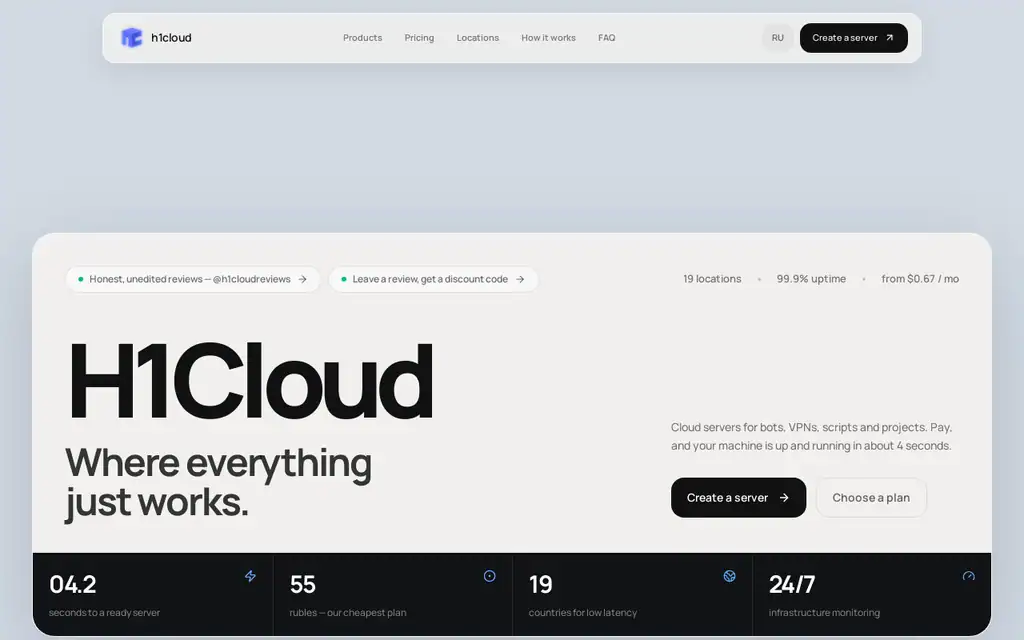 h1cloud
Products
Pricing
Locations
How it works
FAQ
RU
Create a server
Honest, unedited reviews — @h1cloudreviews
Leave a review, get a discount code
19 locations
99.9% uptime
from $0.67 / mo
H1Cloud
Where everything
just works.
Cloud servers for bots, VPNs, scripts and projects. Pay,
and your machine is up and running in about 4 seconds.
Create a server
Choose a plan
04.2
seconds to a ready server
55
rubles — our cheapest plan
19
countries for low latency
24/7
infrastructure monitoring